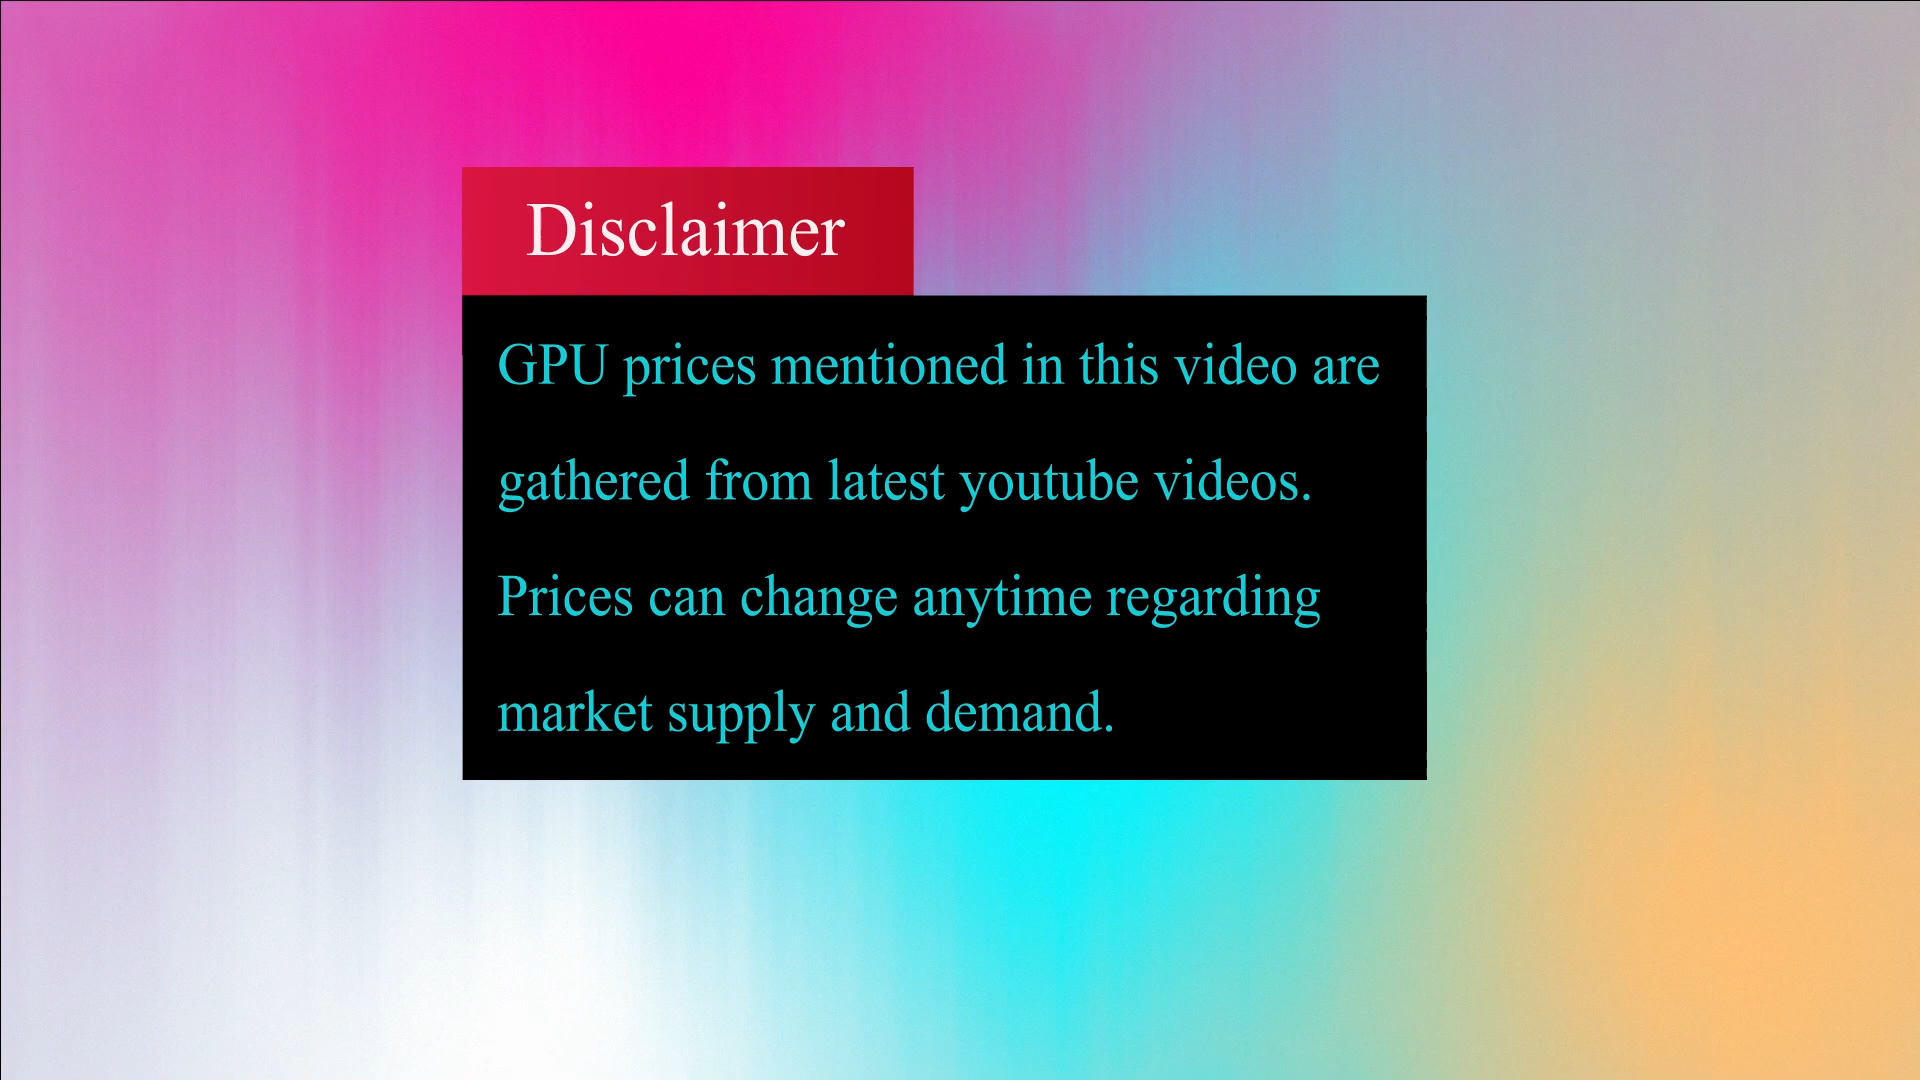 Disclaimer
GPU prices mentioned in this video are
gathered from latest youtube videos.
Prices can change anytime regarding
market supply and demand.